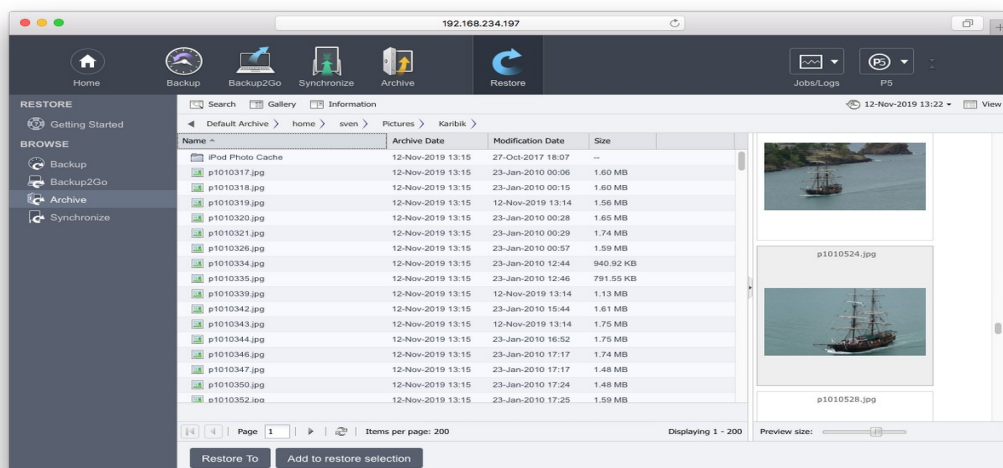 192.168.234.197
Home
Backup
Backup2Go
Synchronize
Archive
Restore
Jobs/Logs
P5
P5
RESTORE
Getting Started
BROWSE
Backup
Backup2Go
Archive
Synchronize
Search Gallery Information
12-Nov-2019 13:22
View
Default Archive home sven Pictures Karibik
Name Archive Date Modification Date Size
iPod Photo Cache 12-Nov-2019 13:15 27-Oct-2017 18:07 --
p1010317.jpg 12-Nov-2019 13:15 23-Jan-2010 00:06 1.60 MB
p1010318.jpg 12-Nov-2019 13:15 23-Jan-2010 00:15 1.60 MB
p1010319.jpg 12-Nov-2019 13:15 12-Nov-2019 13:14 1.56 MB
p1010320.jpg 12-Nov-2019 13:15 23-Jan-2010 00:28 1.65 MB
p1010321.jpg 12-Nov-2019 13:15 23-Jan-2010 00:29 1.74 MB
p1010326.jpg 12-Nov-2019 13:15 23-Jan-2010 00:57 1.59 MB
p1010334.jpg 12-Nov-2019 13:15 23-Jan-2010 12:44 940.92 KB
p1010335.jpg 12-Nov-2019 13:15 23-Jan-2010 12:46 791.55 KB
p1010339.jpg 12-Nov-2019 13:15 12-Nov-2019 13:14 1.13 MB
p1010342.jpg 12-Nov-2019 13:15 23-Jan-2010 15:44 1.61 MB
p1010343.jpg 12-Nov-2019 13:15 12-Nov-2019 13:14 1.75 MB
p1010344.jpg 12-Nov-2019 13:15 23-Jan-2010 16:52 1.75 MB
p1010346.jpg 12-Nov-2019 13:15 23-Jan-2010 17:17 1.74 MB
p1010347.jpg 12-Nov-2019 13:15 23-Jan-2010 17:17 1.48 MB
p1010350.jpg 12-Nov-2019 13:15 23-Jan-2010 17:24 1.48 MB
p1010352.jpg 12-Nov-2019 13:15 23-Jan-2010 17:25 1.59 MB
p1010524.jpg
p1010528.jpg
Page 1 Items per page: 200 Displaying 1 - 200
Preview size:
Restore To
Add to restore selection